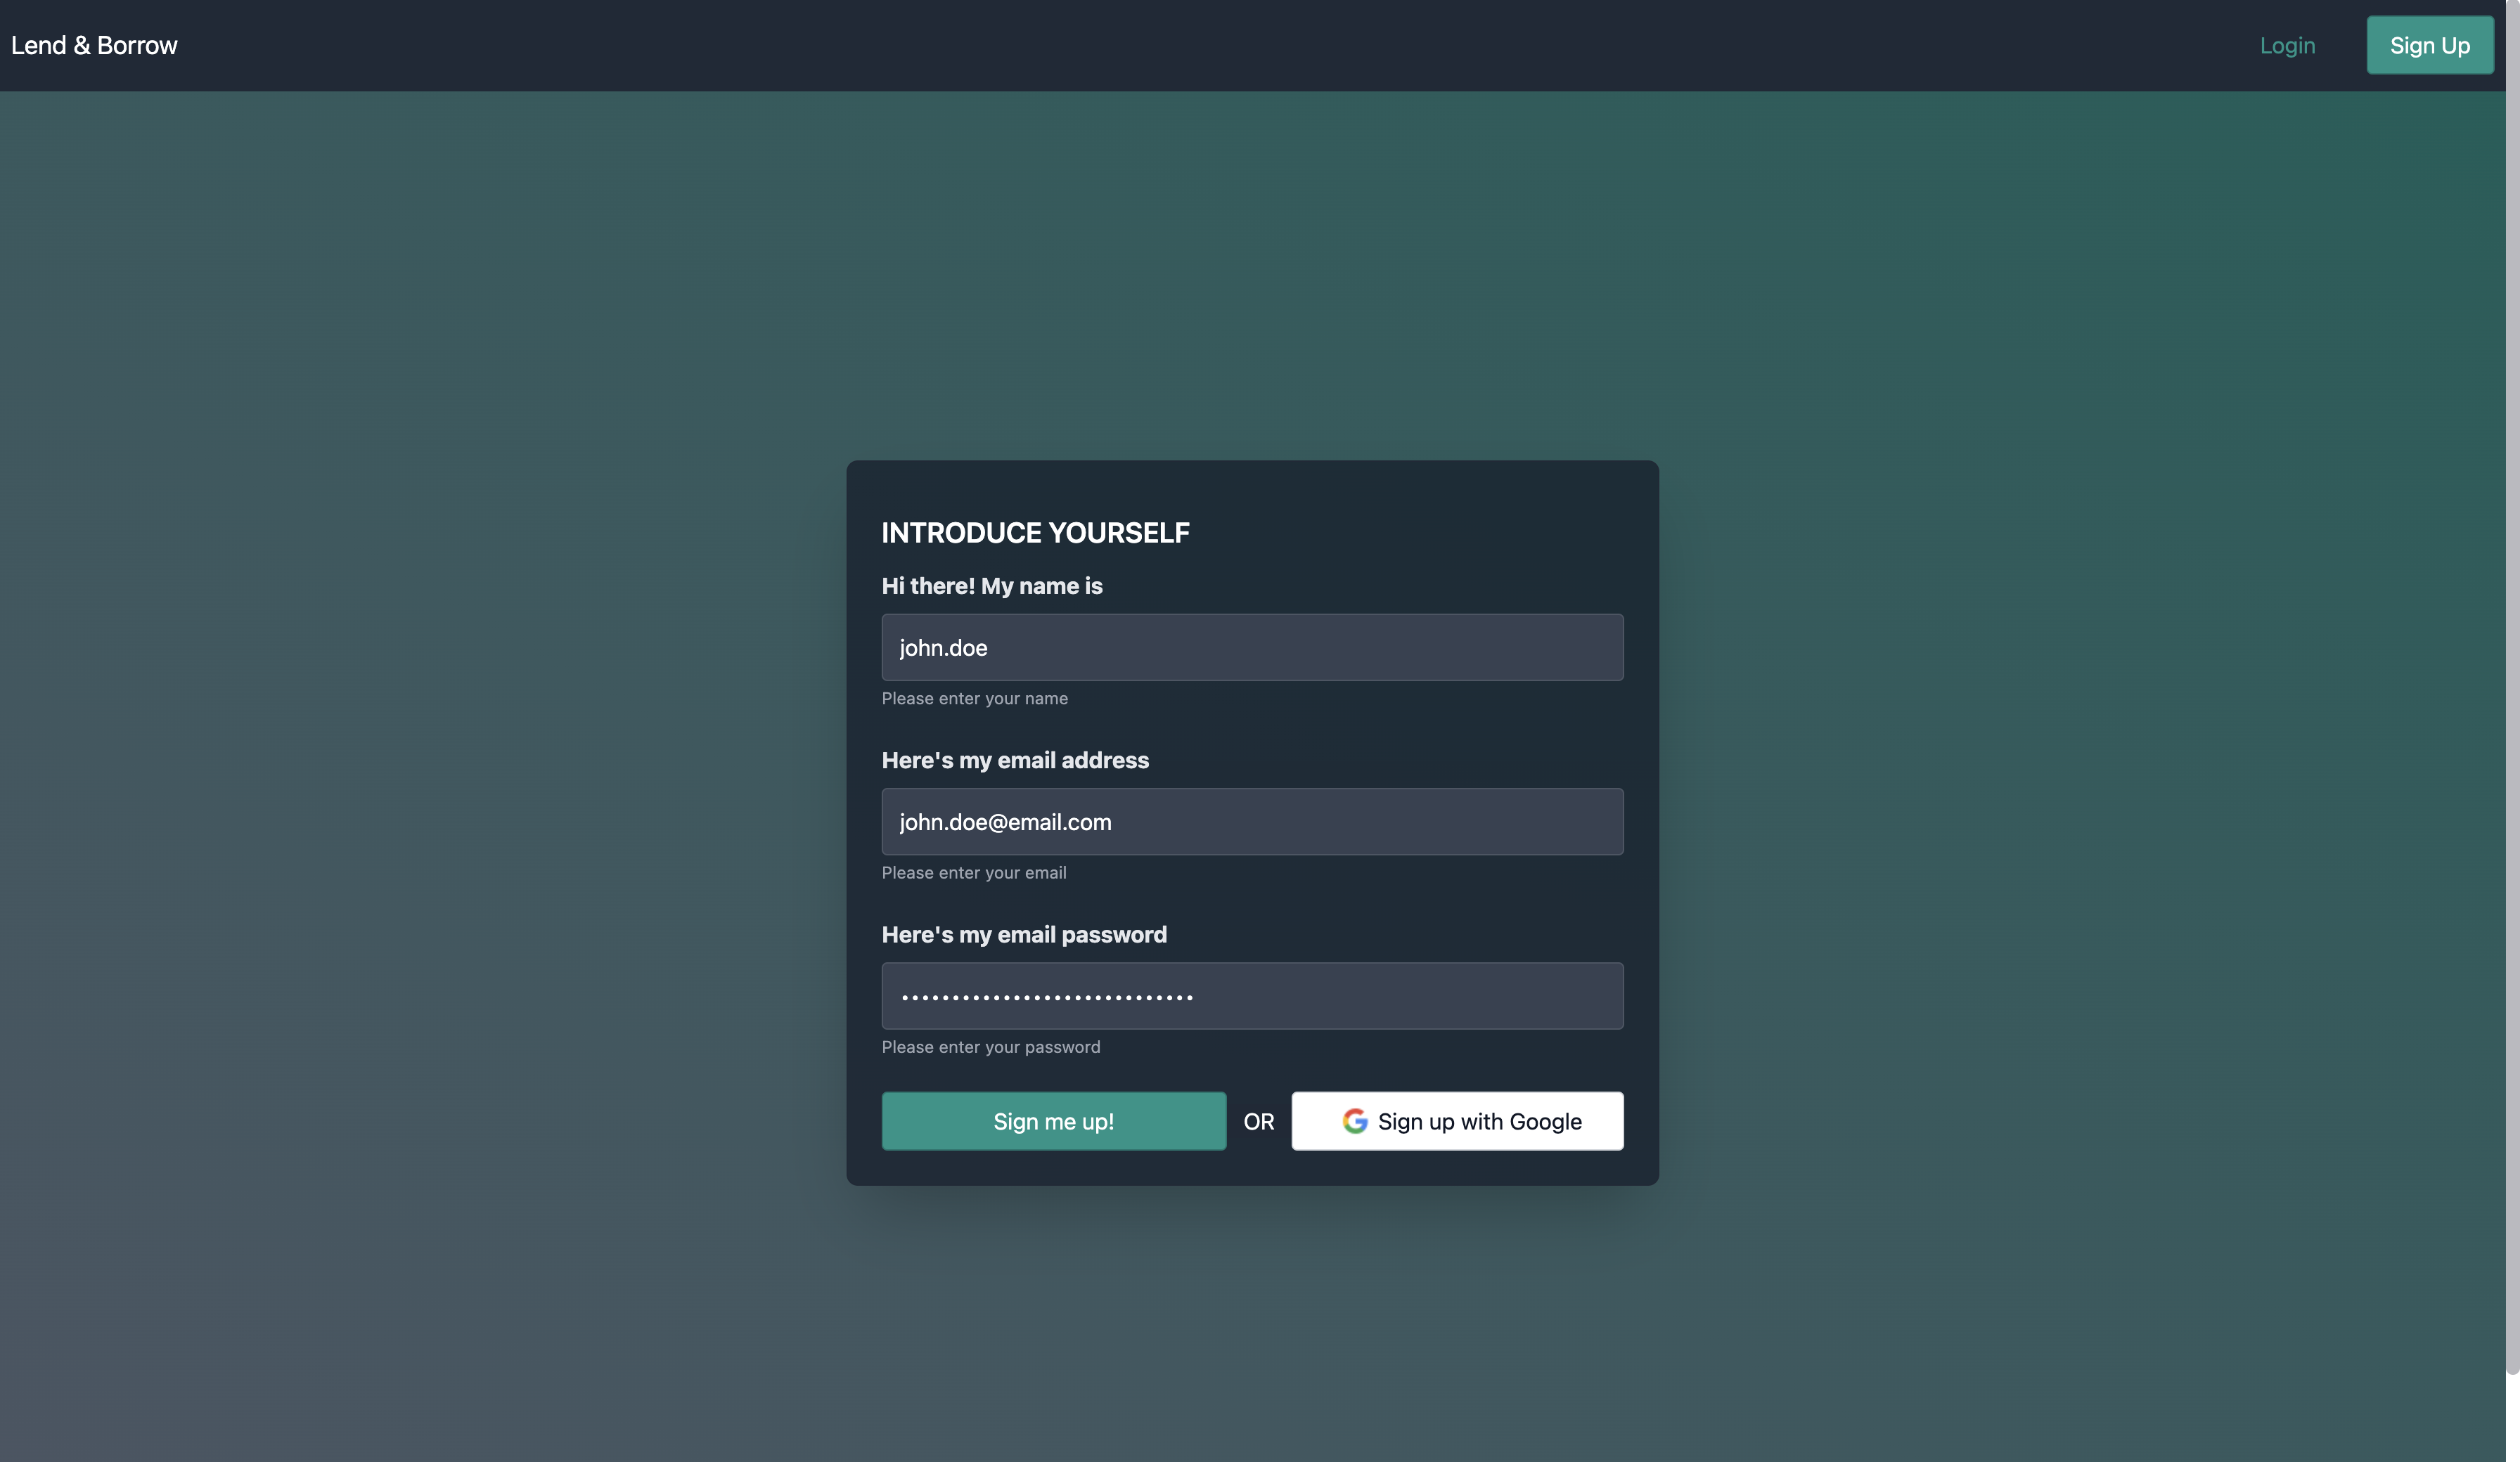 Lend & Borrow
Login
Sign Up
INTRODUCE YOURSELF
Hi there! My name is
john.doe
Please enter your name
Here's my email address
john.doe@email.com
Please enter your email
Here's my email password
•••••••••••••••••••••••••••••
Please enter your password
Sign me up!
OR
Sign up with Google